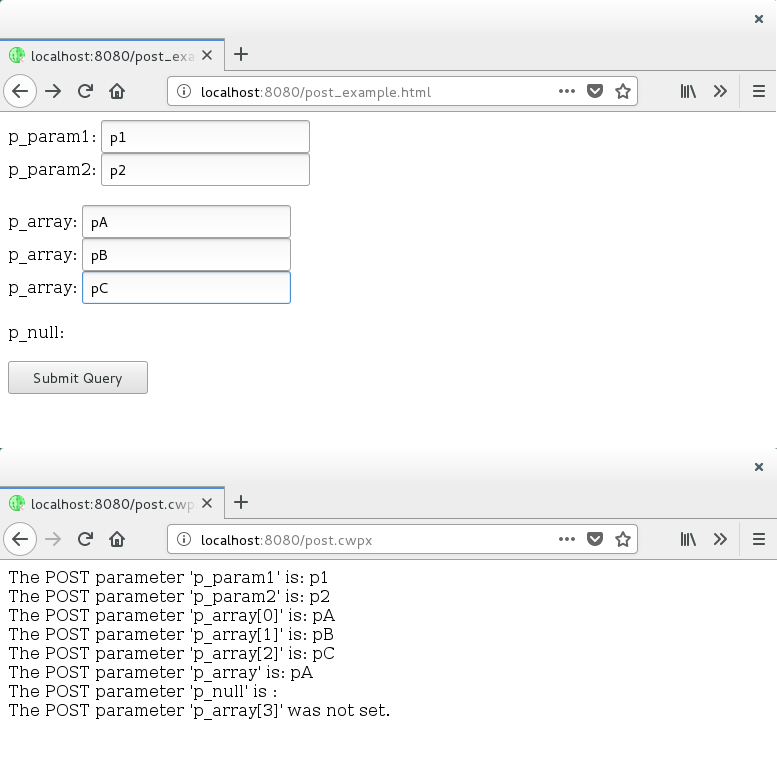 localhost:8080/post_exa
localhost:8080/post_example.html
p_param1: p1
p_param2: p2
p_array: pA
p_array: pB
p_array: pC
p_null:
Submit Query
localhost:8080/post.cwp
localhost:8080/post.cwpx
The POST parameter 'p_param1' is: p1
The POST parameter 'p_param2' is: p2
The POST parameter 'p_array[0]' is: pA
The POST parameter 'p_array[1]' is: pB
The POST parameter 'p_array[2]' is: pC
The POST parameter 'p_array' is: pA
The POST parameter 'p_null' is :
The POST parameter 'p_array[3]' was not set.